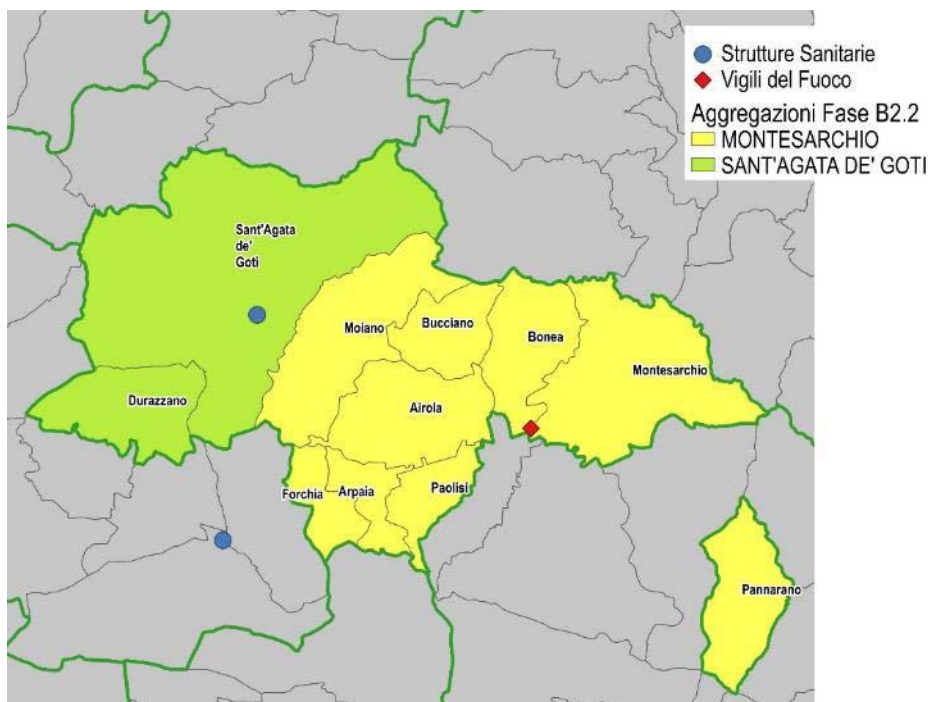 Strutture Sanitarie
Vigili del Fuoco
Aggregazioni Fase B2.2
MONTESARCHIO
SANT'AGATA DE' GOTI
Sant'Agata
de'
Goti
Moiano
Bucciano
Bonea
Montesarchio
Durazzano
Airola
Forchia
Arpaia
Paolisi
Pannarano